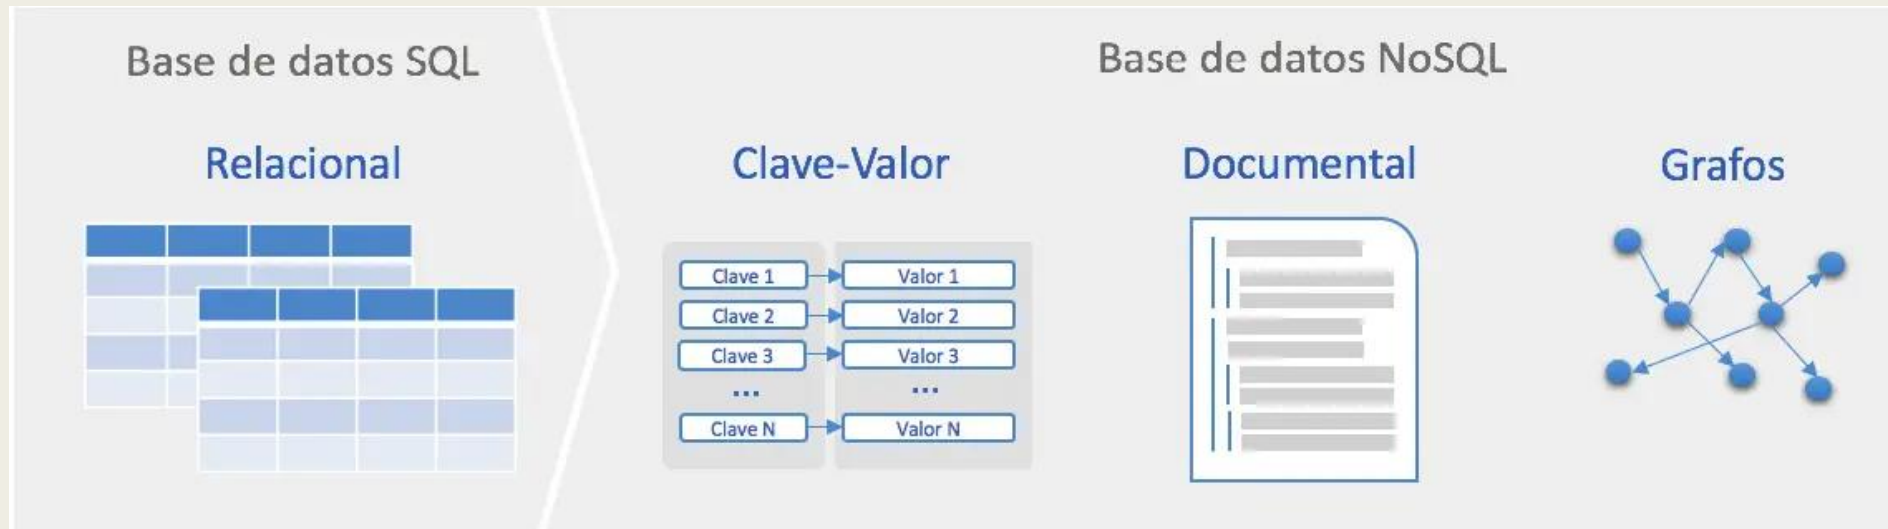 Base de datos SQL
Base de datos NoSQL
Relacional
Clave-Valor
Documental
Grafos
Clave 1
Valor 1
Clave 2
Valor 2
Clave 3
Valor 3
...
...
Clave N
Valor N